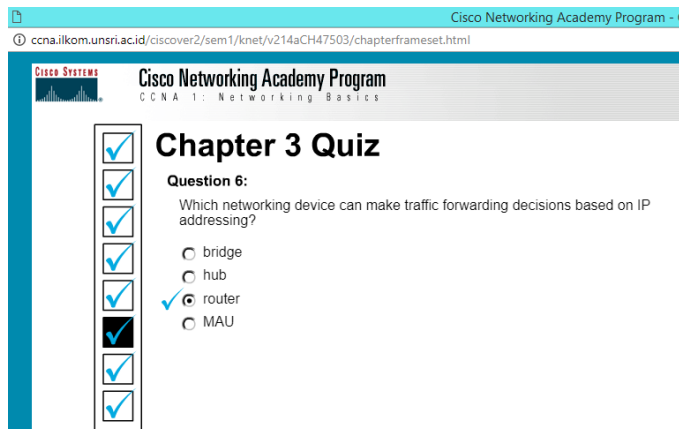 Cisco Networking Academy Program -
ccna.ilkom.unsri.ac.id/ciscover2/sem1/knet/v214aCH47503/chapterframeset.html
CISCO SYSTEMS
Cisco Networking Academy Program
CCNA 1: Networking Basics
Chapter 3 Quiz
Question 6:
Which networking device can make traffic forwarding decisions based on IP
addressing?
bridge
hub
router
MAU